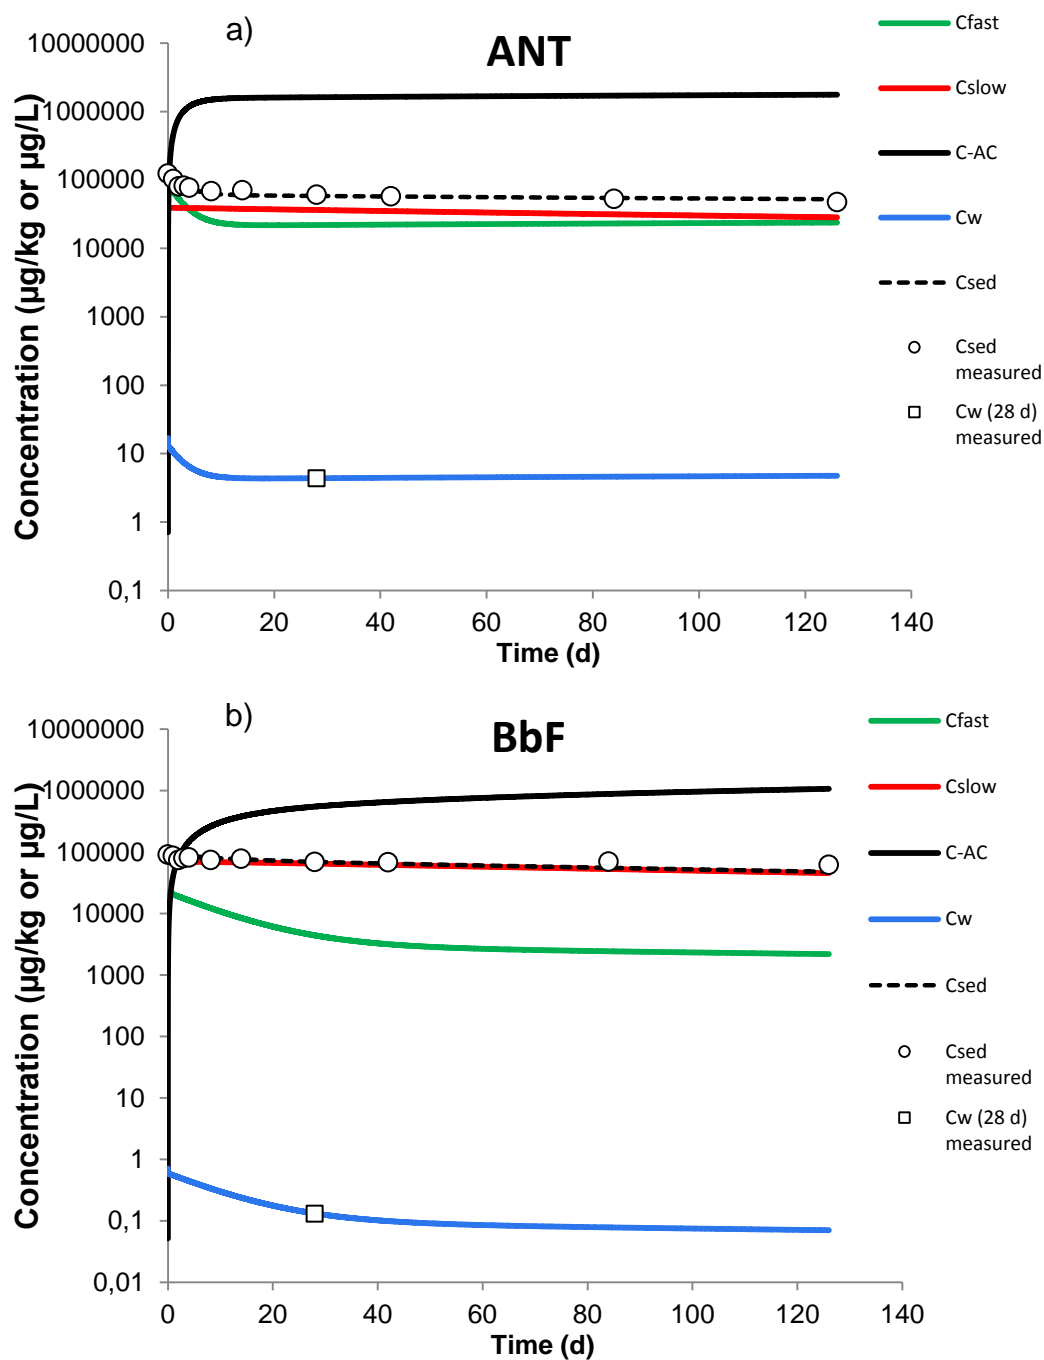 a)
ANT
Concentration (µg/kg or µg/L)
10000000
1000000
100000
10000
1000
100
10
1
0,1
0
20
40
60
80
100
120
140
Time (d)
Cfast
Cslow
C-AC
Cw
Csed
Csed
measured
Cw (28 d)
measured
b)
BbF
Concentration (µg/kg or µg/L)
10000000
1000000
100000
10000
1000
100
10
1
0,1
0,01
0
20
40
60
80
100
120
140
Time (d)
Cfast
Cslow
C-AC
Cw
Csed
Csed
measured
Cw (28 d)
measured